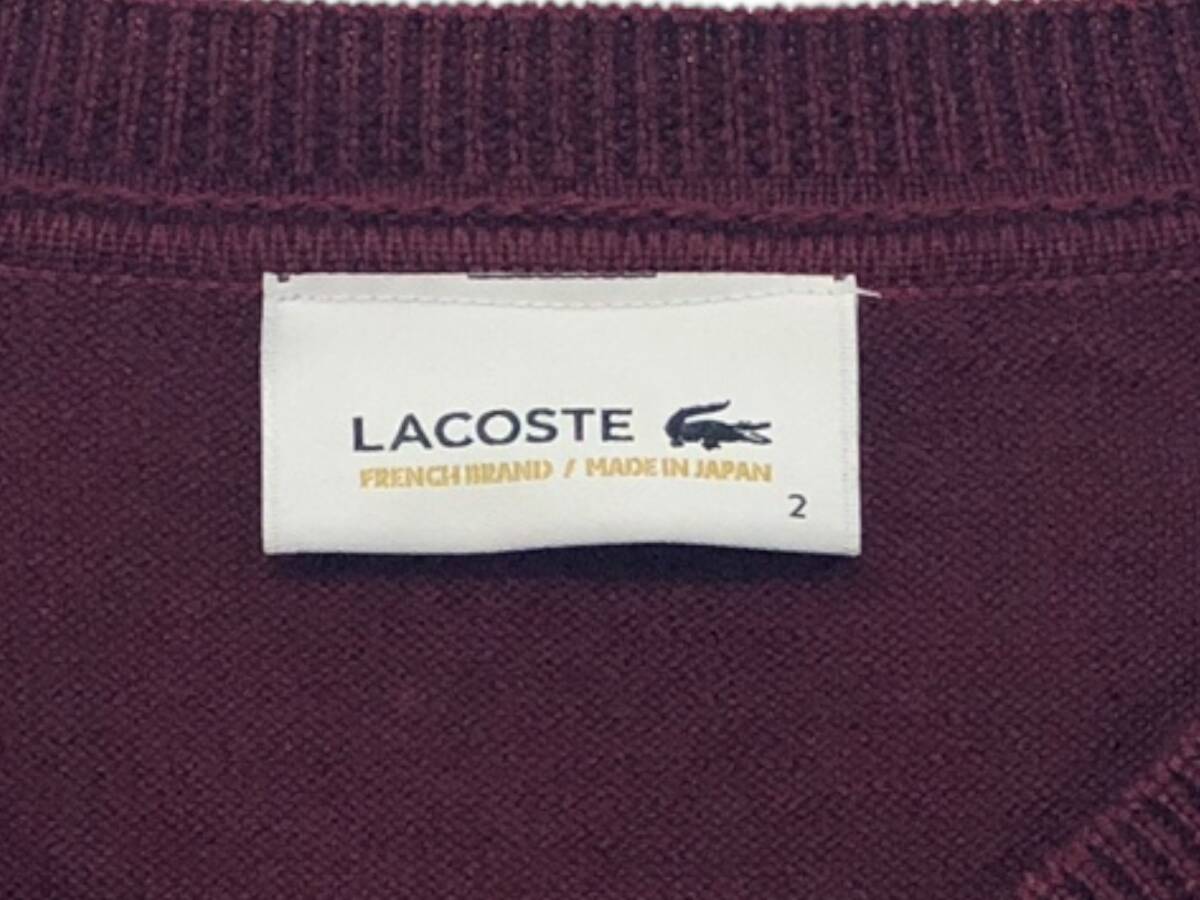 LACOSTE
FRENCH BRAND / MADE IN JAPAN
2